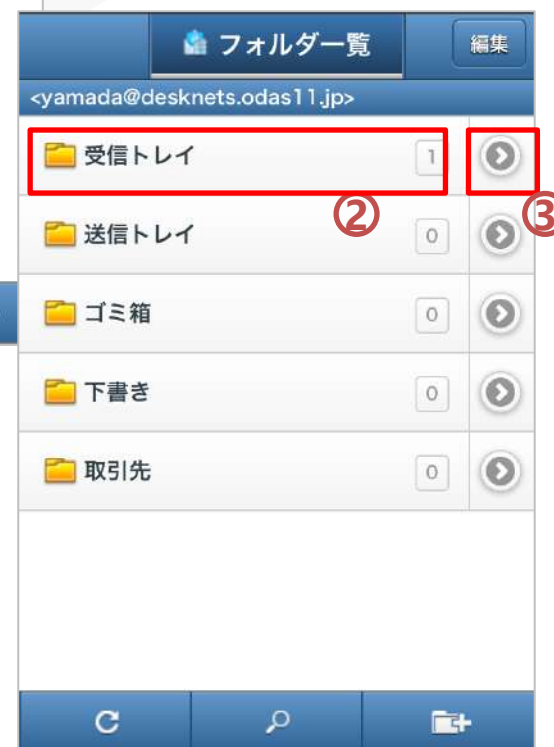 フォルダ一覧 編集
<yamada@desknets.odas11.jp>
受信トレイ 1
② ③
送信トレイ 0
ゴミ箱 0
下書き 0
取引先 0